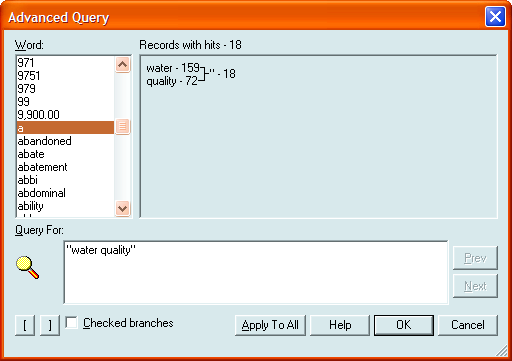 Advanced Query
Word:
Records with hits - 18
971
9751
979
99
9,900.00
a
abandoned
abate
abatement
abbi
abdominal
ability
water - 159
quality - 72
" - 18
Query For:
"water quality"
Prev
Next
[ ]
Checked branches
Apply To All
Help
OK
Cancel